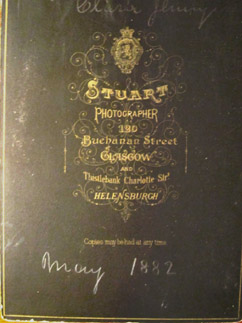 STUART
PHOTOGRAPHER
120
Buchanan Street
GLASGOW
AND
Thistlebank Charlotte Strt
HELENSBURGH
Copies may be had at any time
May 1882